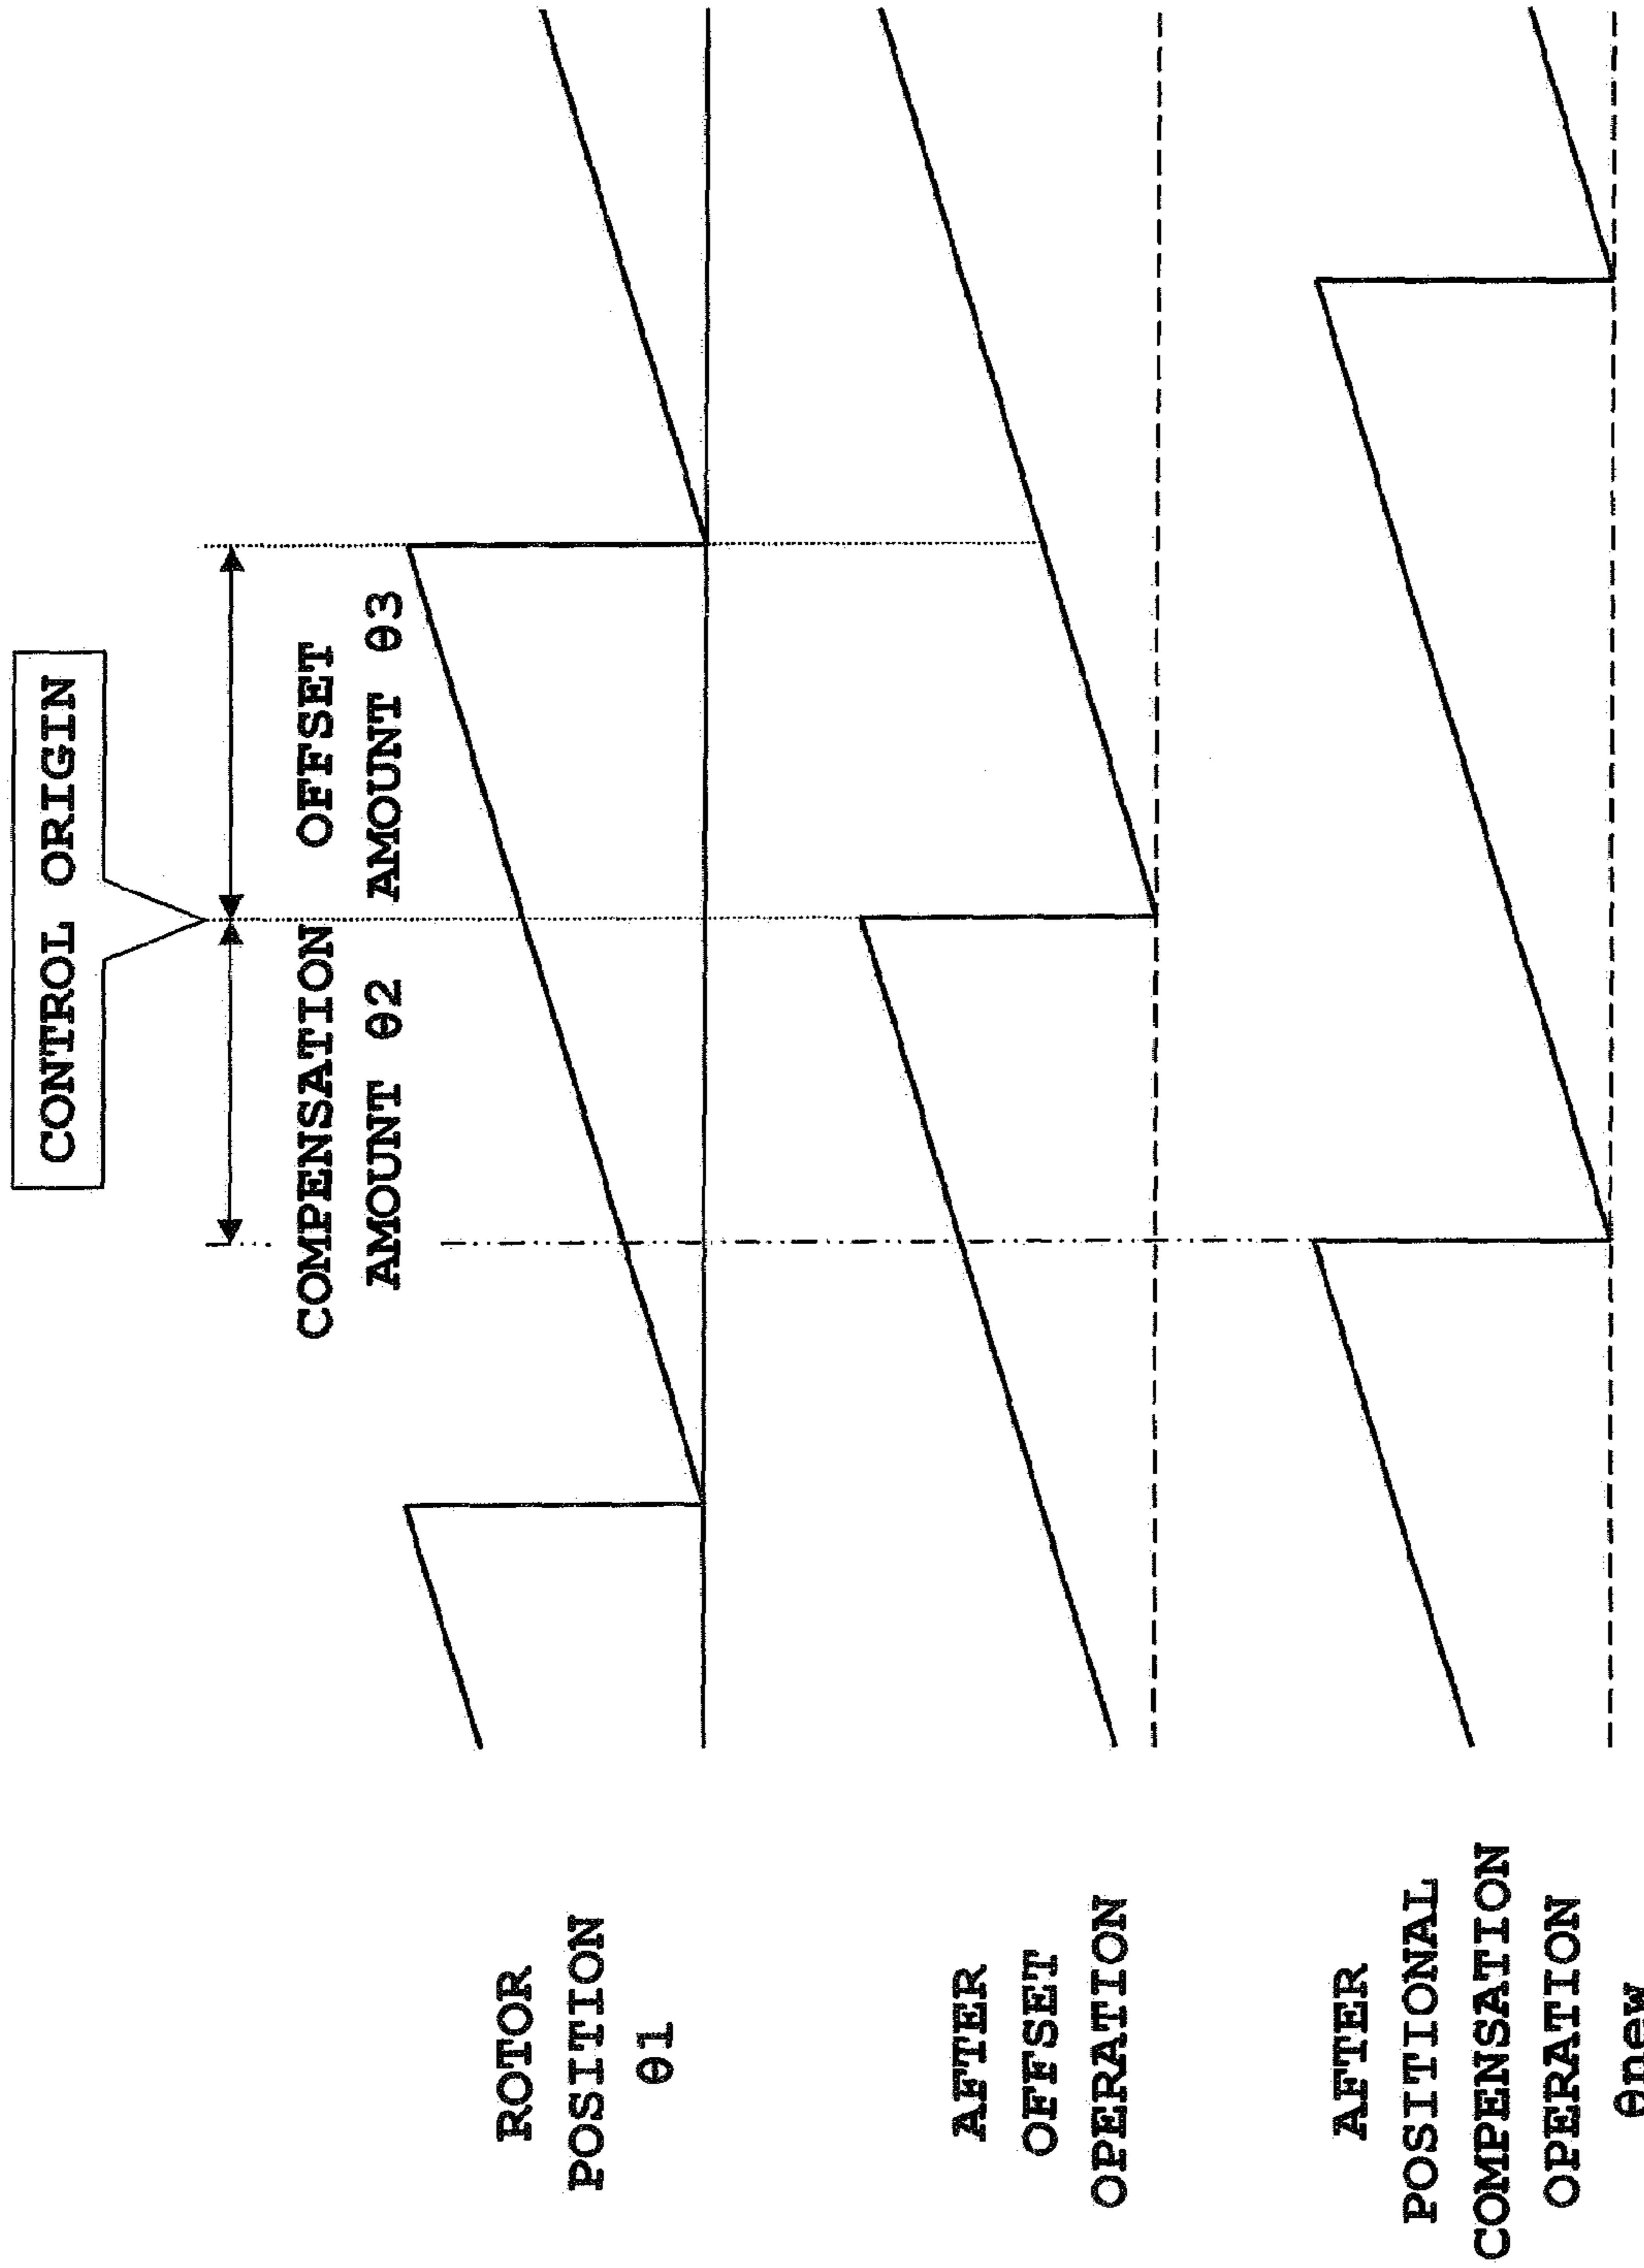 CONTROL ORIGIN
COMPENSATION
AMOUNT θ2
OFFSET
AMOUNT θ3
ROTOR
POSITION
θ1
AFTER
OFFSET
OPERATION
AFTER
POSITIONAL
COMPENSATION
OPERATION
θnew